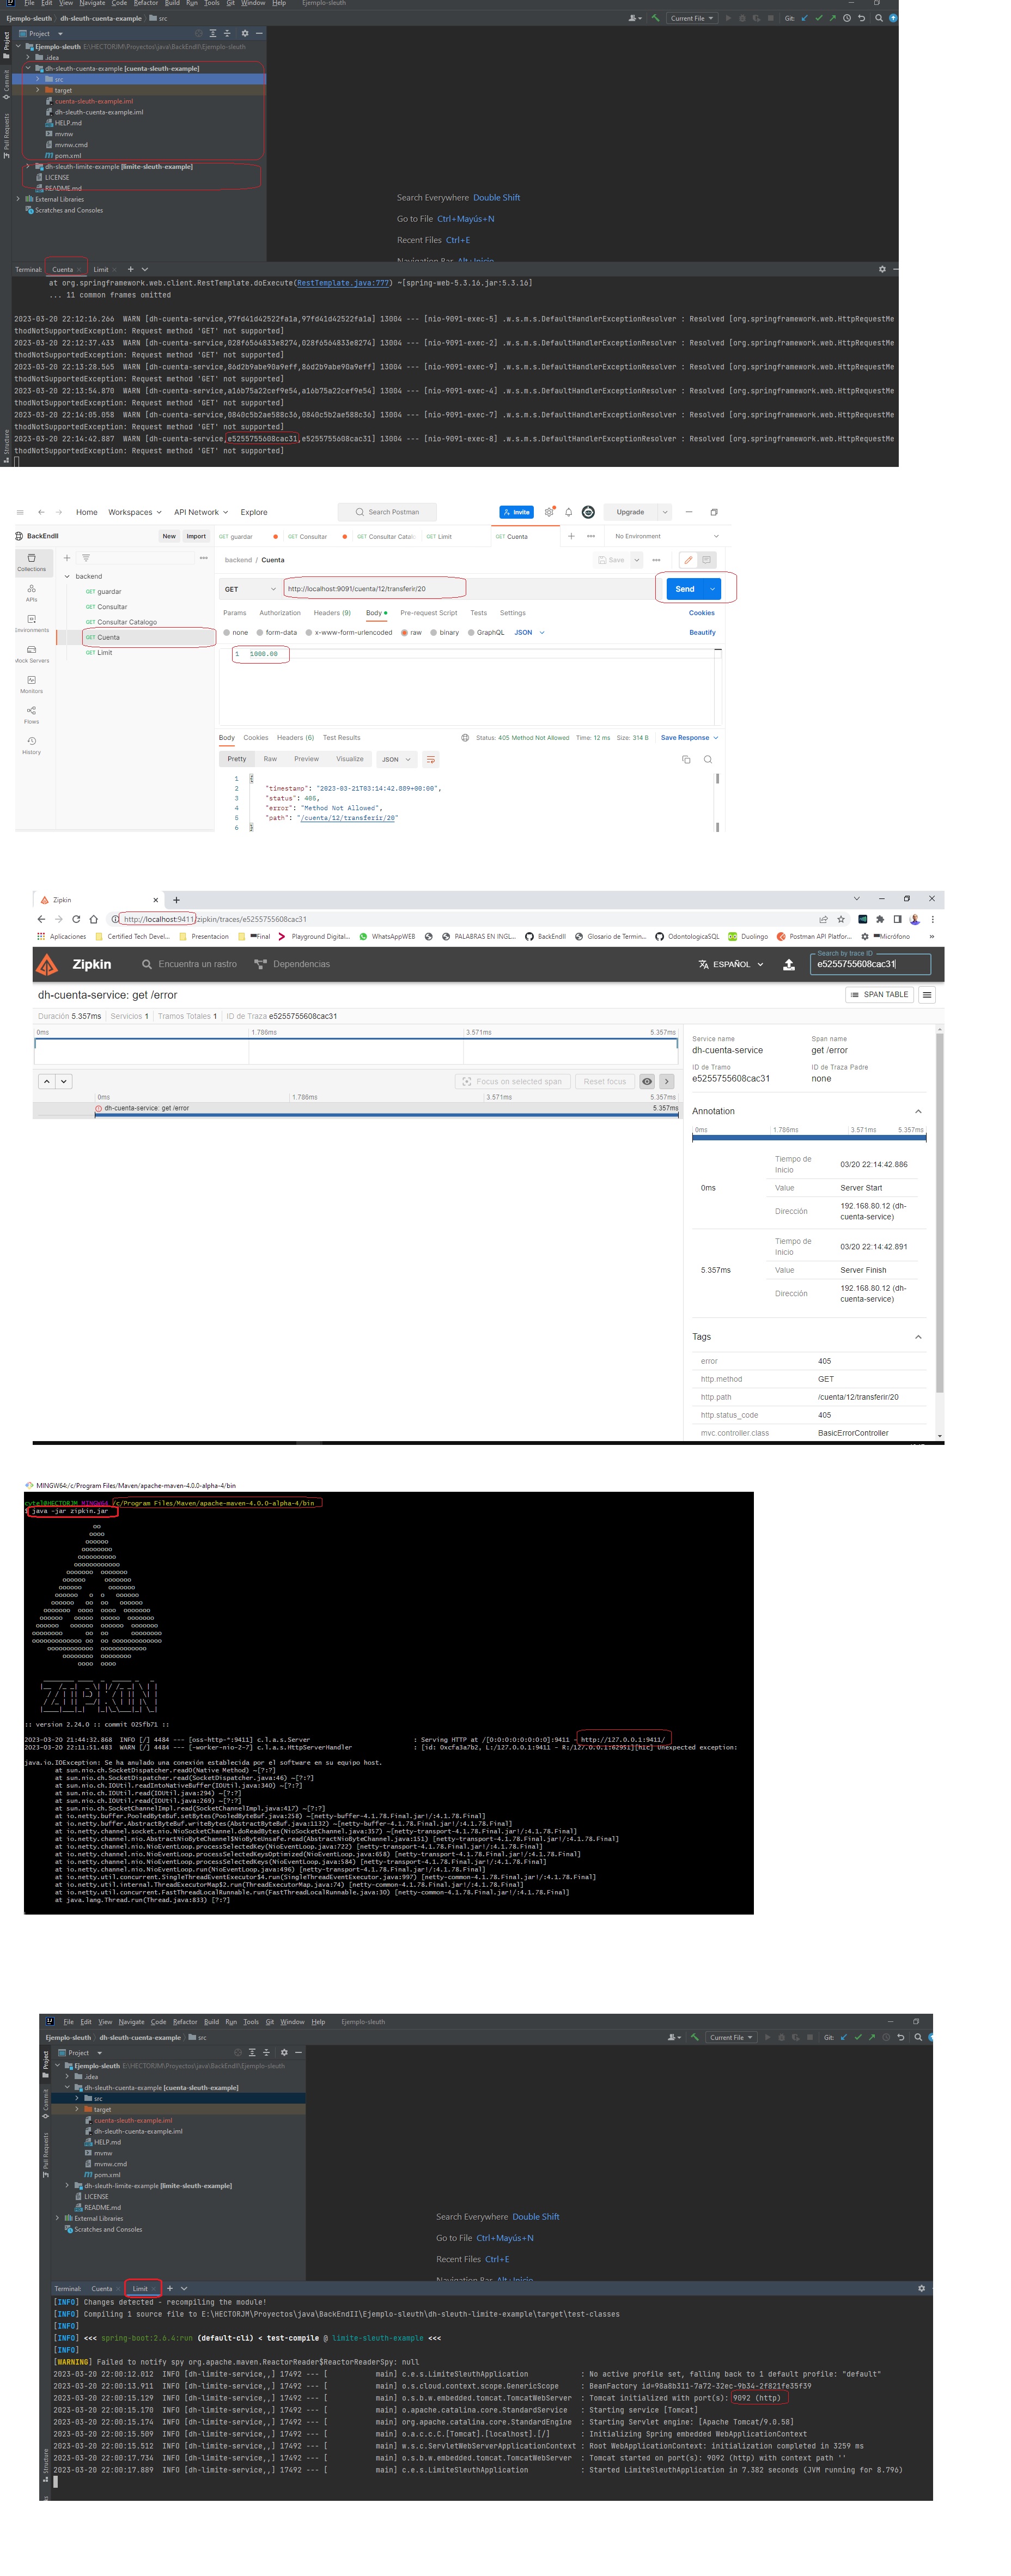 File Edit View Navigate Code Refactor Build Run Tools Git Window Help Ejemplo-sleuth
Ejemplo-sleuth dh-sleuth-cuenta-example src
Current File Git:
Project
Ejemplo-sleuth E:\HECTORJM\Proyectos\java\BackEndII\Ejemplo-sleuth
.idea
dh-sleuth-cuenta-example [cuenta-sleuth-example]
src
target
cuenta-sleuth-example.iml
dh-sleuth-cuenta-example.iml
HELP.md
mvnw
mvnw.cmd
pom.xml
dh-sleuth-limite-example [limite-sleuth-example]
LICENSE
README.md
External Libraries
Scratches and Consoles
Project
Commit
Pull Requests
Structure
Search Everywhere Double Shift
Go to File Ctrl+Mayús+N
Recent Files Ctrl+E
Navigation Bar Alt+Inicio
Terminal: Cuenta Limit
at org.springframework.web.client.RestTemplate.doExecute(RestTemplate.java:777) ~[spring-web-5.3.16.jar:5.3.16]
... 11 common frames omitted
2023-03-20 22:12:16.266 WARN [dh-cuenta-service,97fd41d42522fa1a,97fd41d42522fa1a] 13004 --- [nio-9091-exec-5] .w.s.m.s.DefaultHandlerExceptionResolver : Resolved [org.springframework.web.HttpRequestMe
thodNotSupportedException: Request method 'GET' not supported]
2023-03-20 22:12:37.433 WARN [dh-cuenta-service,028f6564833e8274,028f6564833e8274] 13004 --- [nio-9091-exec-2] .w.s.m.s.DefaultHandlerExceptionResolver : Resolved [org.springframework.web.HttpRequestMe
thodNotSupportedException: Request method 'GET' not supported]
2023-03-20 22:13:28.565 WARN [dh-cuenta-service,86d2b9abe90a9eff,86d2b9abe90a9eff] 13004 --- [nio-9091-exec-9] .w.s.m.s.DefaultHandlerExceptionResolver : Resolved [org.springframework.web.HttpRequestMe
thodNotSupportedException: Request method 'GET' not supported]
2023-03-20 22:13:54.870 WARN [dh-cuenta-service,a16b75a22cef9e54,a16b75a22cef9e54] 13004 --- [nio-9091-exec-4] .w.s.m.s.DefaultHandlerExceptionResolver : Resolved [org.springframework.web.HttpRequestMe
thodNotSupportedException: Request method 'GET' not supported]
2023-03-20 22:14:05.058 WARN [dh-cuenta-service,0840c5b2ae588c36,0840c5b2ae588c36] 13004 --- [nio-9091-exec-7] .w.s.m.s.DefaultHandlerExceptionResolver : Resolved [org.springframework.web.HttpRequestMe
thodNotSupportedException: Request method 'GET' not supported]
2023-03-20 22:14:42.887 WARN [dh-cuenta-service,e5255755608cac31,e5255755608cac31] 13004 --- [nio-9091-exec-8] .w.s.m.s.DefaultHandlerExceptionResolver : Resolved [org.springframework.web.HttpRequestMe
thodNotSupportedException: Request method 'GET' not supported]
Home Workspaces API Network Explore Search Postman Invite Upgrade
BackEndII New Import GET guardar GET Consultar GET Consultar Catalo GET Limit GET Cuenta No Environment
Collections
APIs
Environments
Mock Servers
Monitors
Flows
History
backend
GET guardar
GET Consultar
GET Consultar Catalogo
GET Cuenta
GET Limit
backend / Cuenta Save
GET http://localhost:9091/cuenta/12/transferir/20 Send
Params Authorization Headers (9) Body Pre-request Script Tests Settings Cookies
none form-data x-www-form-urlencoded raw binary GraphQL JSON Beautify
1 1000.00
Body Cookies Headers (6) Test Results Status: 405 Method Not Allowed Time: 12 ms Size: 314 B Save Response
Pretty Raw Preview Visualize JSON
1 {
2 "timestamp": "2023-03-21T03:14:42.889+00:00",
3 "status": 405,
4 "error": "Method Not Allowed",
5 "path": "/cuenta/12/transferir/20"
6 }
Zipkin
http://localhost:9411/zipkin/traces/e5255755608cac31
Aplicaciones Certified Tech Devel... Presentacion Final Playground Digital... WhatsAppWEB PALABRAS EN INGL... BackEndII Glosario de Termin... OdontologicaSQL Duolingo Postman API Platfor... Micrófono »
Zipkin Encuentra un rastro Dependencias ESPAÑOL Search by trace ID e5255755608cac31
dh-cuenta-service: get /error SPAN TABLE
Duración 5.357ms Servicios 1 Tramos Totales 1 ID de Traza e5255755608cac31
0ms 1.786ms 3.571ms 5.357ms
Focus on selected span Reset focus
0ms 1.786ms 3.571ms 5.357ms
dh-cuenta-service: get /error 5.357ms
Service name Span name
dh-cuenta-service get /error
ID de Tramo ID de Traza Padre
e5255755608cac31 none
Annotation
0ms 1.786ms 3.571ms 5.357ms
Tiempo de Inicio 03/20 22:14:42.886
0ms Value Server Start
Dirección 192.168.80.12 (dh-cuenta-service)
Tiempo de Inicio 03/20 22:14:42.891
5.357ms Value Server Finish
Dirección 192.168.80.12 (dh-cuenta-service)
Tags
error 405
http.method GET
http.path /cuenta/12/transferir/20
http.status_code 405
mvc.controller.class BasicErrorController
MINGW64:/c/Program Files/Maven/apache-maven-4.0.0-alpha-4/bin
cytel@HECTORJM MINGW64 /c/Program Files/Maven/apache-maven-4.0.0-alpha-4/bin
$ java -jar zipkin.jar
:: version 2.24.0 :: commit 025fb71 ::
2023-03-20 21:44:32.868 INFO [/] 4484 --- [oss-http-*:9411] c.l.a.s.Server : Serving HTTP at /[0:0:0:0:0:0:0:0]:9411 - http://127.0.0.1:9411/
2023-03-20 22:11:51.483 WARN [/] 4484 --- [-worker-nio-2-7] c.l.a.s.HttpServerHandler : [id: 0xcfa3a7b2, L:/127.0.0.1:9411 - R:/127.0.0.1:62951][h1c] Unexpected exception:
java.io.IOException: Se ha anulado una conexión establecida por el software en su equipo host.
at sun.nio.ch.SocketDispatcher.read0(Native Method) ~[?:?]
at sun.nio.ch.SocketDispatcher.read(SocketDispatcher.java:46) ~[?:?]
at sun.nio.ch.IOUtil.readIntoNativeBuffer(IOUtil.java:340) ~[?:?]
at sun.nio.ch.IOUtil.read(IOUtil.java:294) ~[?:?]
at sun.nio.ch.IOUtil.read(IOUtil.java:269) ~[?:?]
at sun.nio.ch.SocketChannelImpl.read(SocketChannelImpl.java:417) ~[?:?]
at io.netty.buffer.PooledByteBuf.setBytes(PooledByteBuf.java:258) ~[netty-buffer-4.1.78.Final.jar!/:4.1.78.Final]
at io.netty.buffer.AbstractByteBuf.writeBytes(AbstractByteBuf.java:1132) ~[netty-buffer-4.1.78.Final.jar!/:4.1.78.Final]
at io.netty.channel.socket.nio.NioSocketChannel.doReadBytes(NioSocketChannel.java:357) ~[netty-transport-4.1.78.Final.jar!/:4.1.78.Final]
at io.netty.channel.nio.AbstractNioByteChannel$NioByteUnsafe.read(AbstractNioByteChannel.java:151) [netty-transport-4.1.78.Final.jar!/:4.1.78.Final]
at io.netty.channel.nio.NioEventLoop.processSelectedKey(NioEventLoop.java:722) [netty-transport-4.1.78.Final.jar!/:4.1.78.Final]
at io.netty.channel.nio.NioEventLoop.processSelectedKeysOptimized(NioEventLoop.java:658) [netty-transport-4.1.78.Final.jar!/:4.1.78.Final]
at io.netty.channel.nio.NioEventLoop.processSelectedKeys(NioEventLoop.java:584) [netty-transport-4.1.78.Final.jar!/:4.1.78.Final]
at io.netty.channel.nio.NioEventLoop.run(NioEventLoop.java:496) [netty-transport-4.1.78.Final.jar!/:4.1.78.Final]
at io.netty.util.concurrent.SingleThreadEventExecutor$4.run(SingleThreadEventExecutor.java:997) [netty-common-4.1.78.Final.jar!/:4.1.78.Final]
at io.netty.util.internal.ThreadExecutorMap$2.run(ThreadExecutorMap.java:74) [netty-common-4.1.78.Final.jar!/:4.1.78.Final]
at io.netty.util.concurrent.FastThreadLocalRunnable.run(FastThreadLocalRunnable.java:30) [netty-common-4.1.78.Final.jar!/:4.1.78.Final]
at java.lang.Thread.run(Thread.java:833) [?:?]
File Edit View Navigate Code Refactor Build Run Tools Git Window Help Ejemplo-sleuth
Ejemplo-sleuth dh-sleuth-cuenta-example src
Current File Git:
Project
Ejemplo-sleuth E:\HECTORJM\Proyectos\java\BackEndII\Ejemplo-sleuth
.idea
dh-sleuth-cuenta-example [cuenta-sleuth-example]
src
target
cuenta-sleuth-example.iml
dh-sleuth-cuenta-example.iml
HELP.md
mvnw
mvnw.cmd
pom.xml
dh-sleuth-limite-example [limite-sleuth-example]
LICENSE
README.md
External Libraries
Scratches and Consoles
Project
Commit
Pull Requests
Structure
Search Everywhere Double Shift
Go to File Ctrl+Mayús+N
Recent Files Ctrl+E
Navigation Bar Alt+Inicio
Terminal: Cuenta Limit
[INFO] Changes detected - recompiling the module!
[INFO] Compiling 1 source file to E:\HECTORJM\Proyectos\java\BackEndII\Ejemplo-sleuth\dh-sleuth-limite-example\target\test-classes
[INFO]
[INFO] <<< spring-boot:2.6.4:run (default-cli) < test-compile @ limite-sleuth-example <<<
[INFO]
[WARNING] Failed to notify spy org.apache.maven.ReactorReader$ReactorReaderSpy: null
2023-03-20 22:00:12.012 INFO [dh-limite-service,,] 17492 --- [ main] c.e.s.LimiteSleuthApplication : No active profile set, falling back to 1 default profile: "default"
2023-03-20 22:00:13.911 INFO [dh-limite-service,,] 17492 --- [ main] o.s.cloud.context.scope.GenericScope : BeanFactory id=98a8b311-7a72-32ec-9b34-2f821fe35f39
2023-03-20 22:00:15.129 INFO [dh-limite-service,,] 17492 --- [ main] o.s.b.w.embedded.tomcat.TomcatWebServer : Tomcat initialized with port(s): 9092 (http)
2023-03-20 22:00:15.170 INFO [dh-limite-service,,] 17492 --- [ main] o.apache.catalina.core.StandardService : Starting service [Tomcat]
2023-03-20 22:00:15.174 INFO [dh-limite-service,,] 17492 --- [ main] org.apache.catalina.core.StandardEngine : Starting Servlet engine: [Apache Tomcat/9.0.58]
2023-03-20 22:00:15.509 INFO [dh-limite-service,,] 17492 --- [ main] o.a.c.c.C.[Tomcat].[localhost].[/] : Initializing Spring embedded WebApplicationContext
2023-03-20 22:00:15.512 INFO [dh-limite-service,,] 17492 --- [ main] w.s.c.ServletWebServerApplicationContext : Root WebApplicationContext: initialization completed in 3259 ms
2023-03-20 22:00:17.734 INFO [dh-limite-service,,] 17492 --- [ main] o.s.b.w.embedded.tomcat.TomcatWebServer : Tomcat started on port(s): 9092 (http) with context path ''
2023-03-20 22:00:17.889 INFO [dh-limite-service,,] 17492 --- [ main] c.e.s.LimiteSleuthApplication : Started LimiteSleuthApplication in 7.382 seconds (JVM running for 8.796)